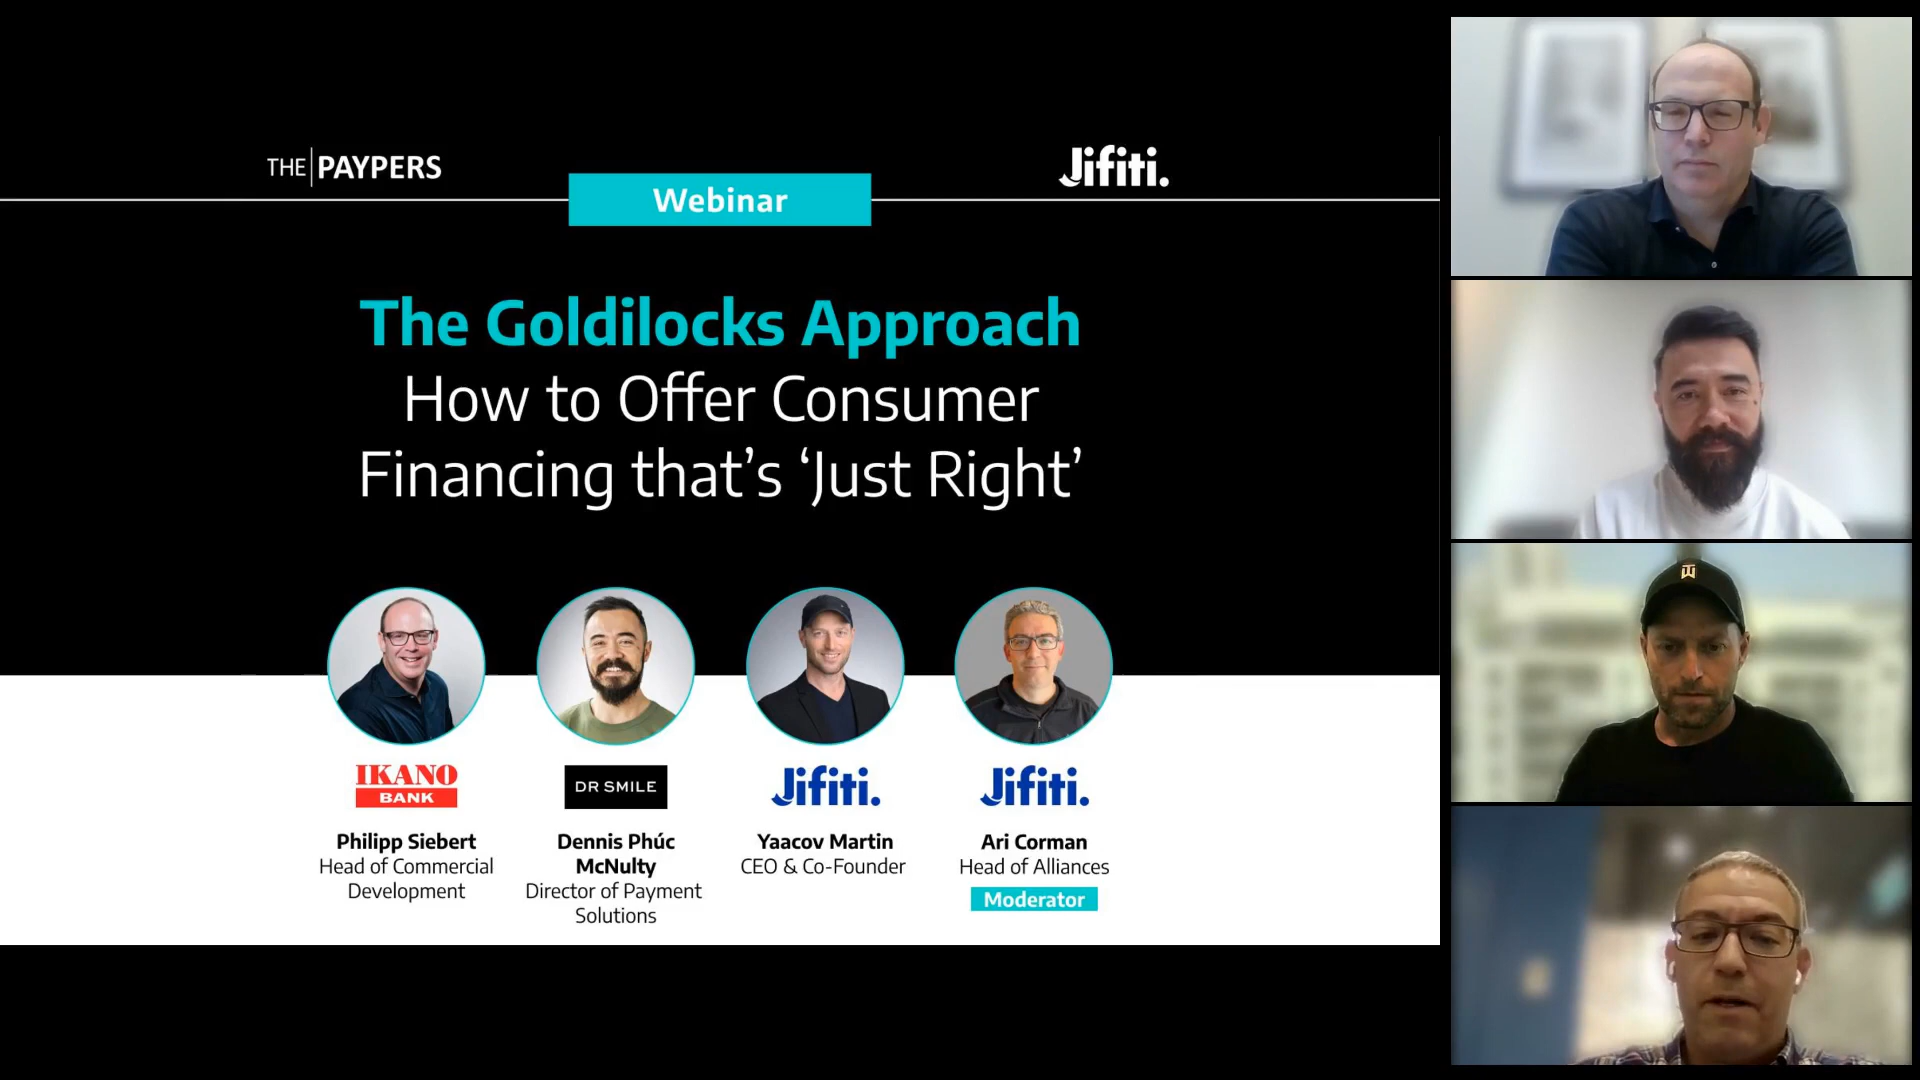 THE PAYPERS
Jifiti.
Webinar
The Goldilocks Approach
How to Offer Consumer
Financing that's 'Just Right'
IKANO
BANK
Philipp Siebert
Head of Commercial
Development
DR SMILE
Dennis Phúc
McNulty
Director of Payment
Solutions
Jifiti.
Yaacov Martin
CEO & Co-Founder
Jifiti.
Ari Corman
Head of Alliances
Moderator
TW